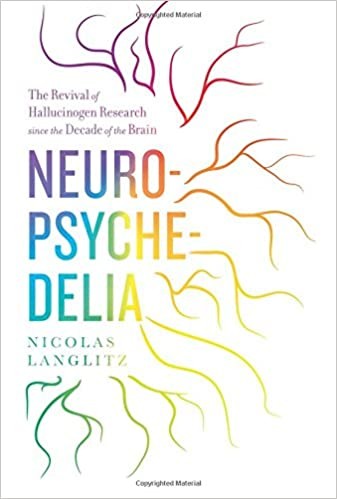 Copyrighted Material
The Revival of
Hallucinogen Research
since the Decade of the Brain
NEURO-
PSYCHE-
DELIA
NICOLAS
LANGLITZ
Copyrighted Material